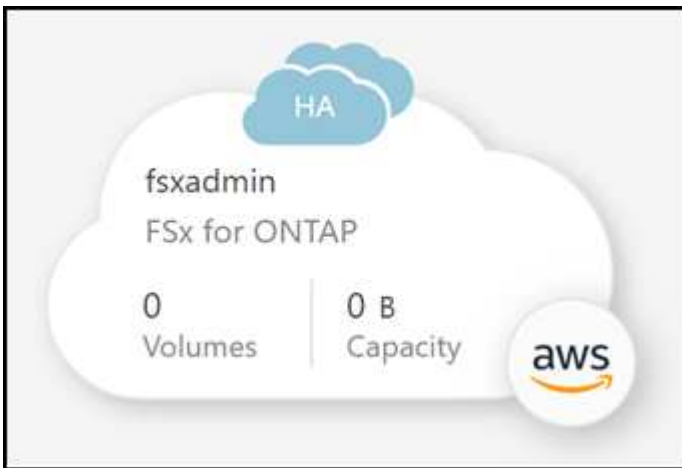 HA
fsxadmin
FSx for ONTAP
0
Volumes
0 B
Capacity
aws